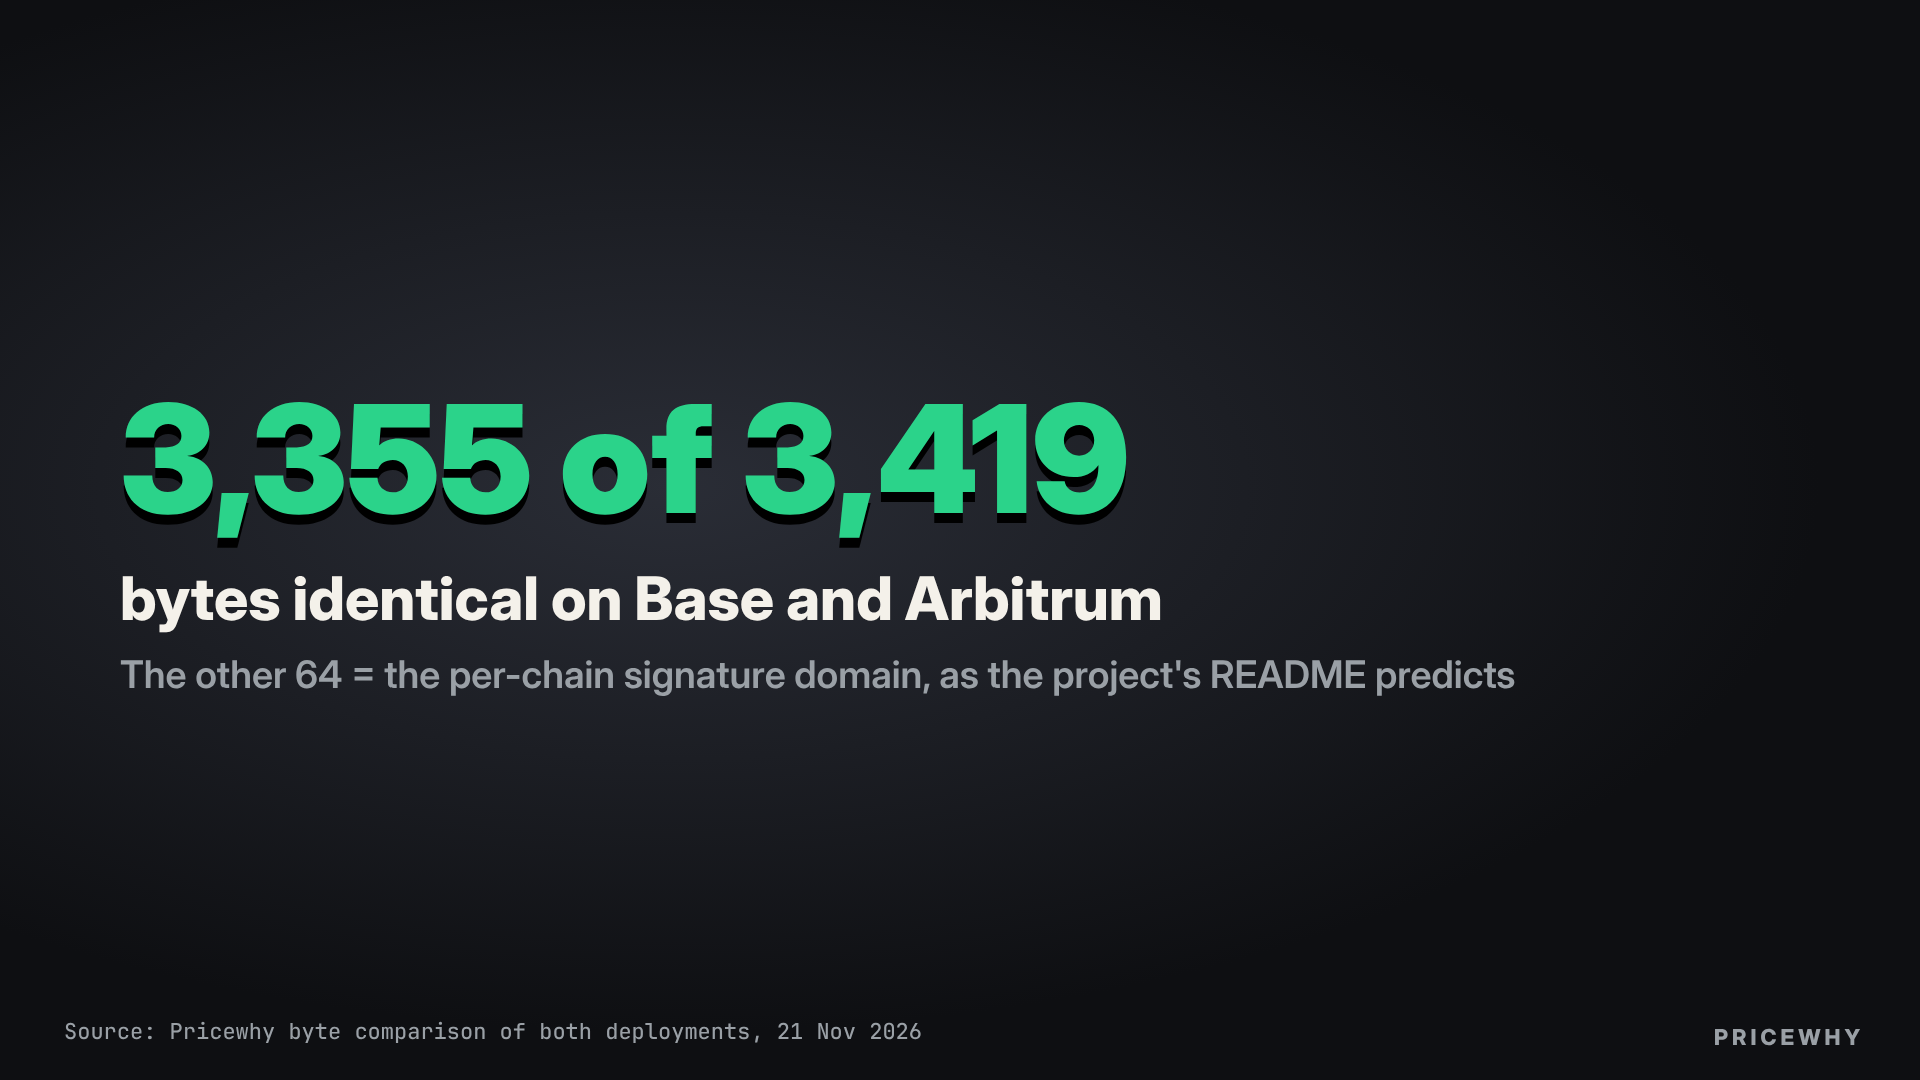 3,355 of 3,419
bytes identical on Base and Arbitrum
The other 64 = the per-chain signature domain, as the project's README predicts
Source: Pricewhy byte comparison of both deployments, 21 Nov 2026
PRICEWHY